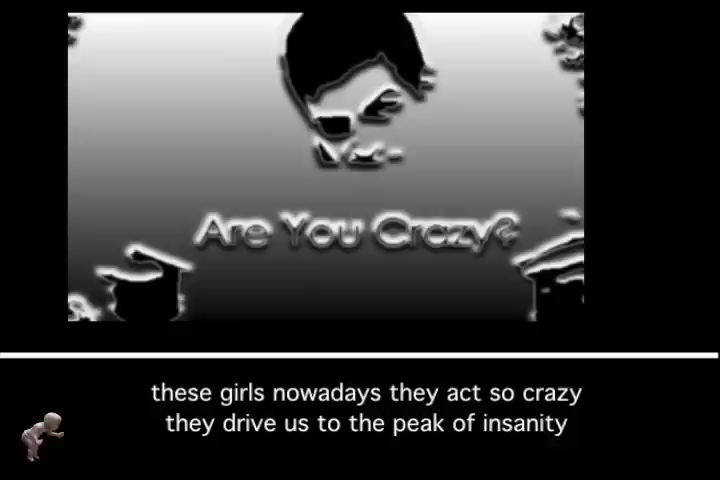 Are You Crazy?
these girls nowadays they act so crazy
they drive us to the peak of insanity